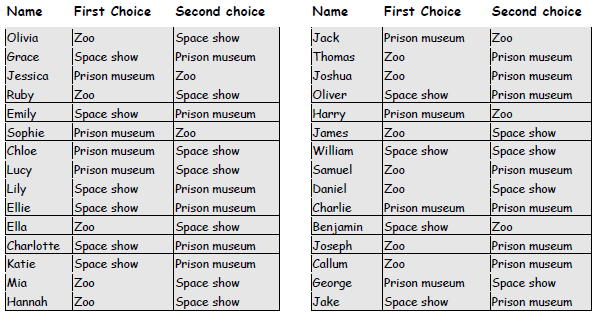 Name First Choice Second choice Name First Choice Second choice
Olivia Zoo Space show Jack Prison museum Zoo
Grace Space show Prison museum Thomas Zoo Prison museum
Jessica Prison museum Zoo Joshua Zoo Prison museum
Ruby Zoo Space show Oliver Space show Prison museum
Emily Space show Prison museum Harry Prison museum Zoo
Sophie Prison museum Zoo James Zoo Space show
Chloe Prison museum Space show William Space show Space show
Lucy Prison museum Space show Samuel Zoo Prison museum
Lily Space show Prison museum Daniel Zoo Space show
Ellie Space show Prison museum Charlie Prison museum Prison museum
Ella Zoo Space show Benjamin Space show Zoo
Charlotte Space show Prison museum Joseph Zoo Prison museum
Katie Space show Prison museum Callum Zoo Prison museum
Mia Zoo Space show George Prison museum Space show
Hannah Zoo Space show Jake Space show Prison museum